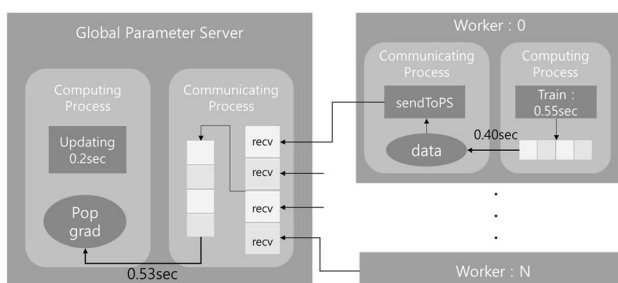 Global Parameter Server
Computing
Process
Updating
0.2sec
Pop
grad
Communicating
Process
recv
recv
recv
recv
0.53sec
Worker : 0
Communicating
Process
sendToPS
data
0.40sec
Computing
Process
Train :
0.55sec
Worker : N